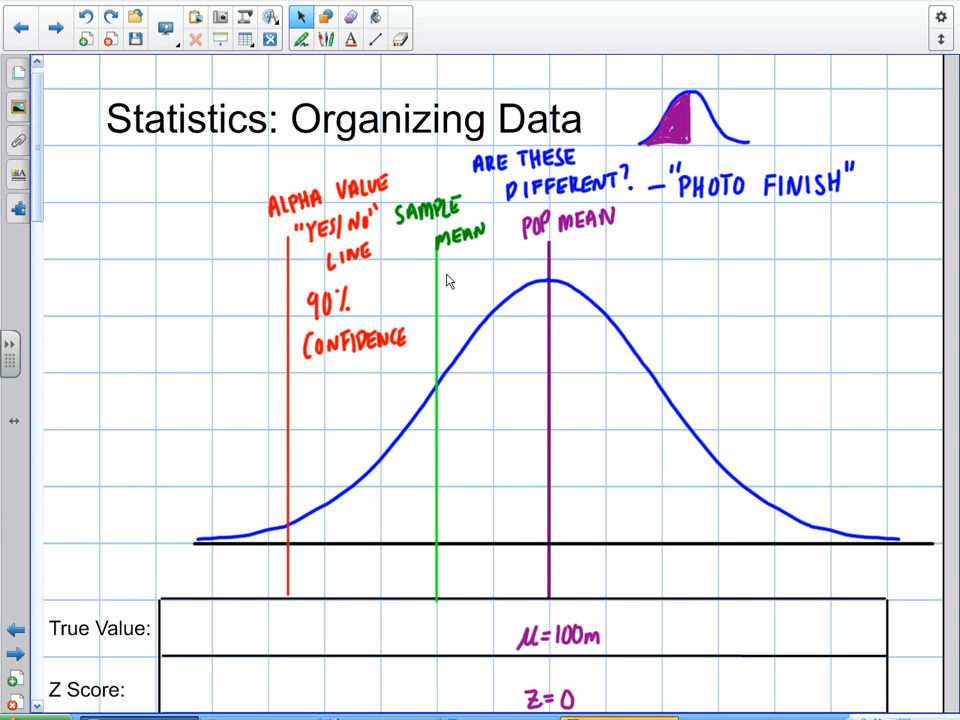 Statistics: Organizing Data
ARE THESE
DIFFERENT? - "PHOTO FINISH"
ALPHA VALUE
"YES/NO"
LINE
90%
CONFIDENCE
SAMPLE
MEAN
POP MEAN
True Value:
μ=100m
Z Score:
Z=0